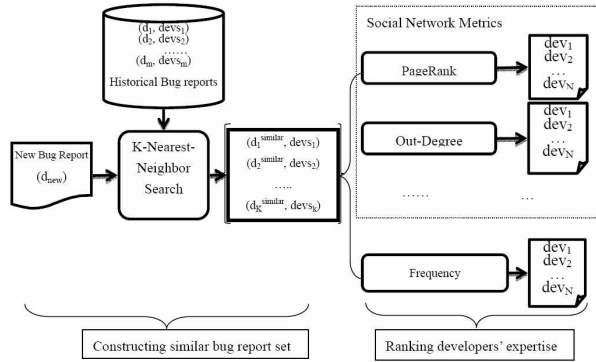 (d1, devs1)
(d2, devs2)
......
(dm, devsm)
Historical Bug reports
New Bug Report
(dnew)
K-Nearest-
Neighbor
Search
(d1similar, devs1)
(d2similar, devs2)
.....
(dKsimilar, devsk)
Social Network Metrics
PageRank
dev1
dev2
...
devN
Out-Degree
dev1
dev2
...
devN
......
...
Frequency
dev1
dev2
...
devN
Constructing similar bug report set
Ranking developers' expertise